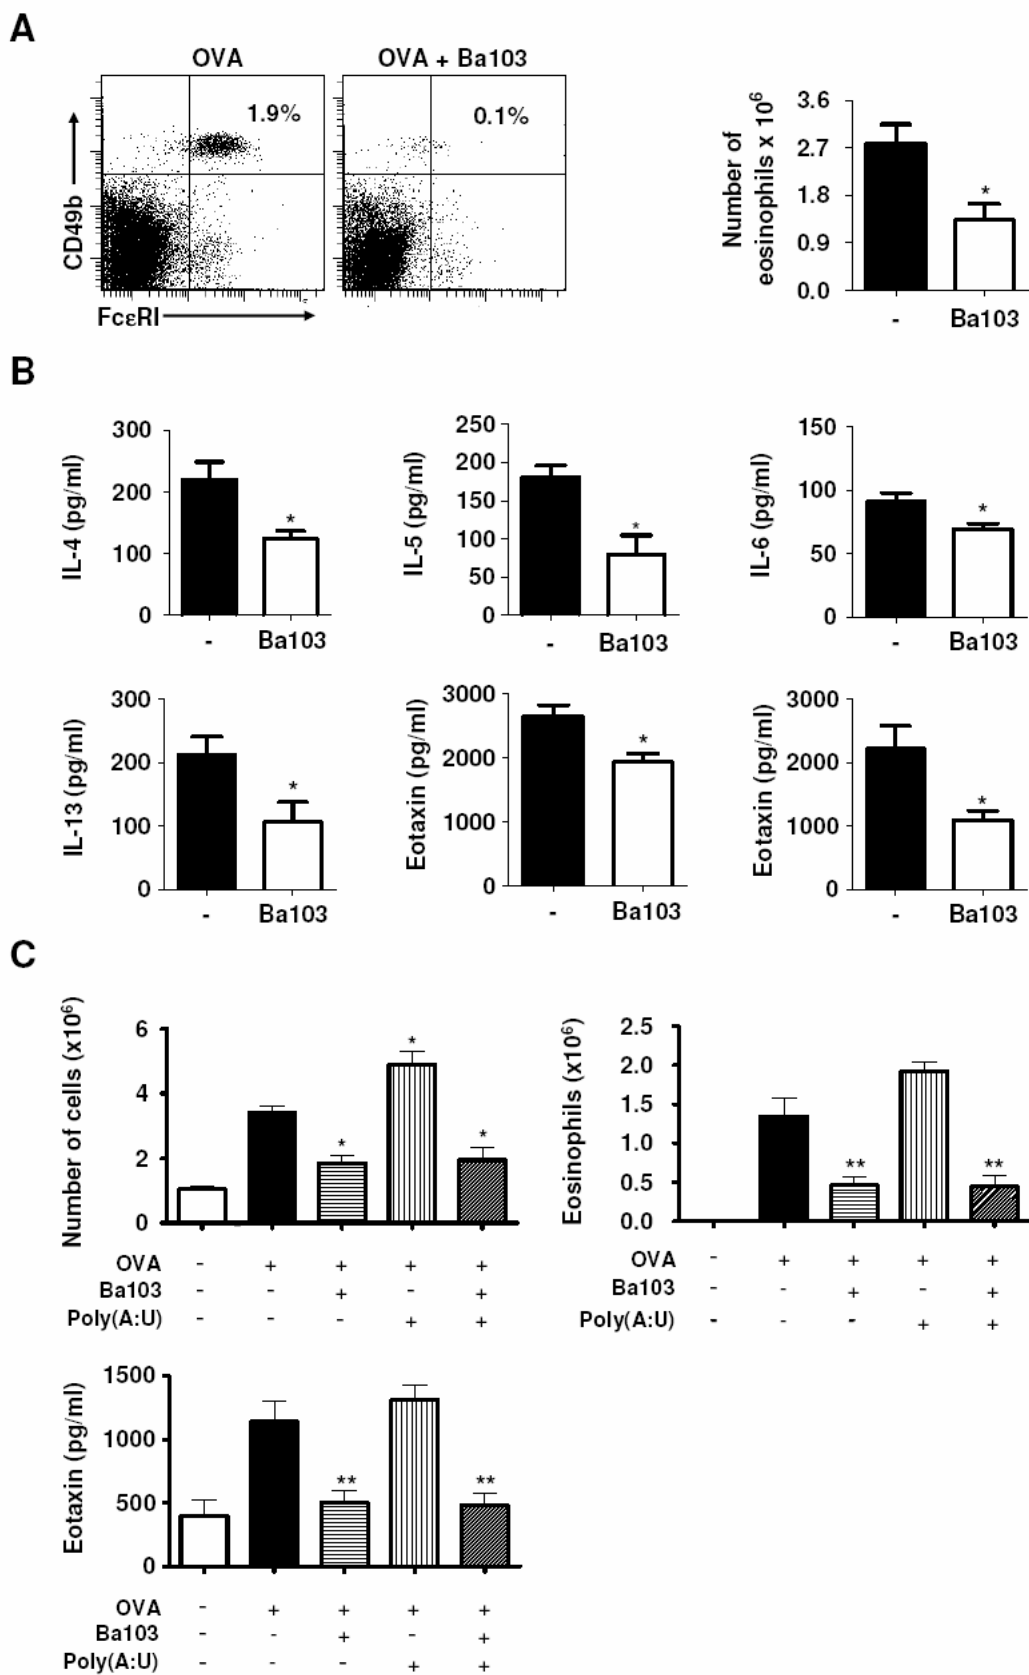 A
OVA
OVA + Ba103
1.9%
0.1%
CD49b
FcεRI
Number of
eosinophils x 10⁶
3.6
2.7
1.8
0.9
0.0
*
-
Ba103
B
IL-4 (pg/ml)
300
200
100
0
*
-
Ba103
IL-5 (pg/ml)
250
200
150
100
50
0
*
-
Ba103
IL-6 (pg/ml)
150
100
50
0
*
-
Ba103
IL-13 (pg/ml)
300
200
100
0
*
-
Ba103
Eotaxin (pg/ml)
3000
2000
1000
0
*
-
Ba103
Eotaxin (pg/ml)
3000
2000
1000
0
*
-
Ba103
C
Number of cells (x10⁶)
6
4
2
0
*
*
*
OVA - + + + +
Ba103 - - + - +
Poly(A:U) - - - + +
Eosinophils (x10⁶)
2.5
2.0
1.5
1.0
0.5
0.0
**
**
OVA - + + + +
Ba103 - - + - +
Poly(A:U) - - - + +
Eotaxin (pg/ml)
1500
1000
500
0
**
**
OVA - + + + +
Ba103 - - + - +
Poly(A:U) - - - + +